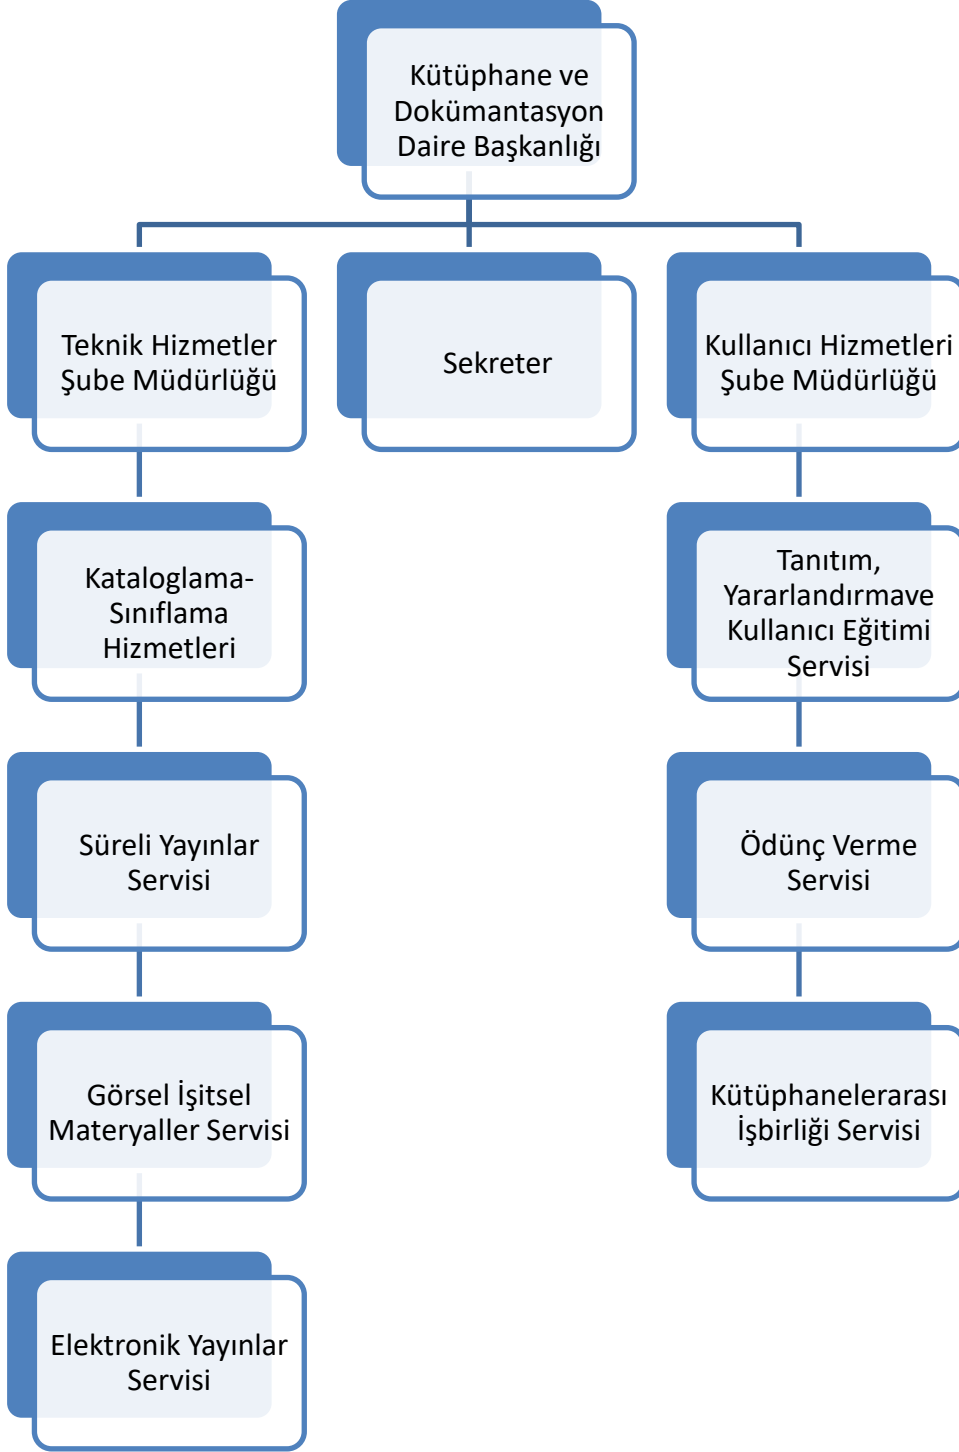 Kütüphane ve
Dokümantasyon
Daire Başkanlığı
Teknik Hizmetler
Şube Müdürlüğü
Sekreter
Kullanıcı Hizmetleri
Şube Müdürlüğü
Kataloglama-
Sınıflama
Hizmetleri
Tanıtım,
Yararlandırmave
Kullanıcı Eğitimi
Servisi
Süreli Yayınlar
Servisi
Ödünç Verme
Servisi
Görsel İşitsel
Materyaller Servisi
Kütüphanelerarası
İşbirliği Servisi
Elektronik Yayınlar
Servisi